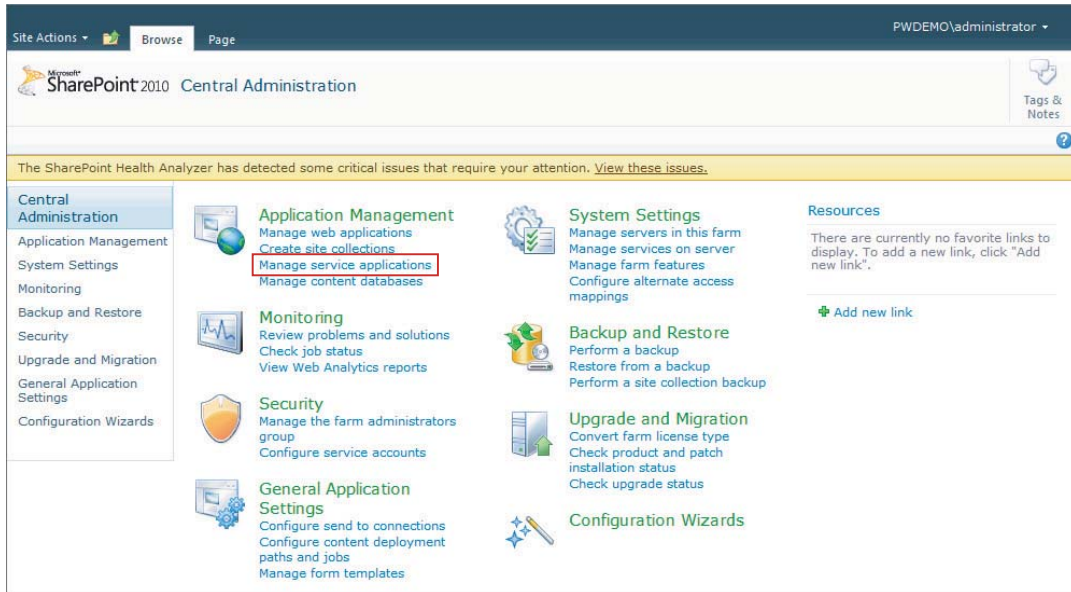 PWDEMO\administrator
Site Actions
Browse
Page
Microsoft
SharePoint 2010 Central Administration
Tags &
Notes
The SharePoint Health Analyzer has detected some critical issues that require your attention. View these issues.
Central
Administration
Application Management
System Settings
Monitoring
Backup and Restore
Security
Upgrade and Migration
General Application
Settings
Configuration Wizards
Application Management
Manage web applications
Create site collections
Manage service applications
Manage content databases
Monitoring
Review problems and solutions
Check job status
View Web Analytics reports
Security
Manage the farm administrators
group
Configure service accounts
General Application
Settings
Configure send to connections
Configure content deployment
paths and jobs
Manage form templates
System Settings
Manage servers in this farm
Manage services on server
Manage farm features
Configure alternate access
mappings
Backup and Restore
Perform a backup
Restore from a backup
Perform a site collection backup
Upgrade and Migration
Convert farm license type
Check product and patch
installation status
Check upgrade status
Configuration Wizards
Resources
There are currently no favorite links to
display. To add a new link, click "Add
new link".
Add new link